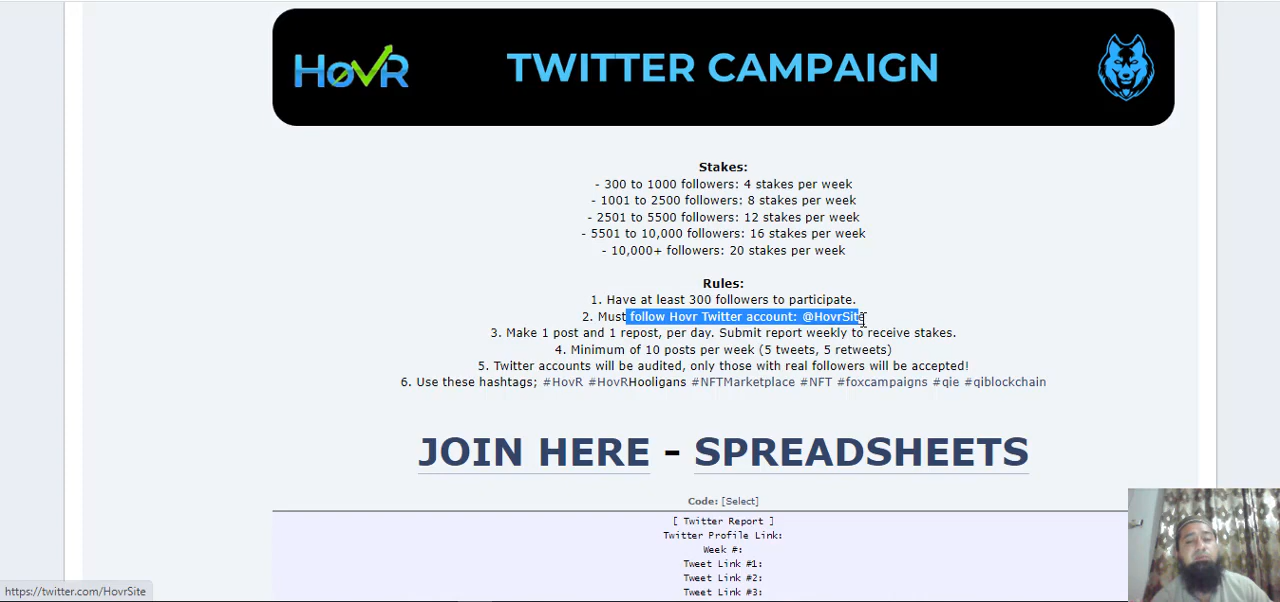 HovR
TWITTER CAMPAIGN
Stakes:
- 300 to 1000 followers: 4 stakes per week
- 1001 to 2500 followers: 8 stakes per week
- 2501 to 5500 followers: 12 stakes per week
- 5501 to 10,000 followers: 16 stakes per week
- 10,000+ followers: 20 stakes per week
Rules:
1. Have at least 300 followers to participate.
2. Must follow Hovr Twitter account: @HovrSite
3. Make 1 post and 1 repost, per day. Submit report weekly to receive stakes.
4. Minimum of 10 posts per week (5 tweets, 5 retweets)
5. Twitter accounts will be audited, only those with real followers will be accepted!
6. Use these hashtags; #HovR #HovRHooligans #NFTMarketplace #NFT #foxcampaigns #qie #qiblockchain
JOIN HERE - SPREADSHEETS
Code: [Select]
[ Twitter Report ]
Twitter Profile Link:
Week #:
Tweet Link #1:
Tweet Link #2:
Tweet Link #3:
https://twitter.com/HovrSite